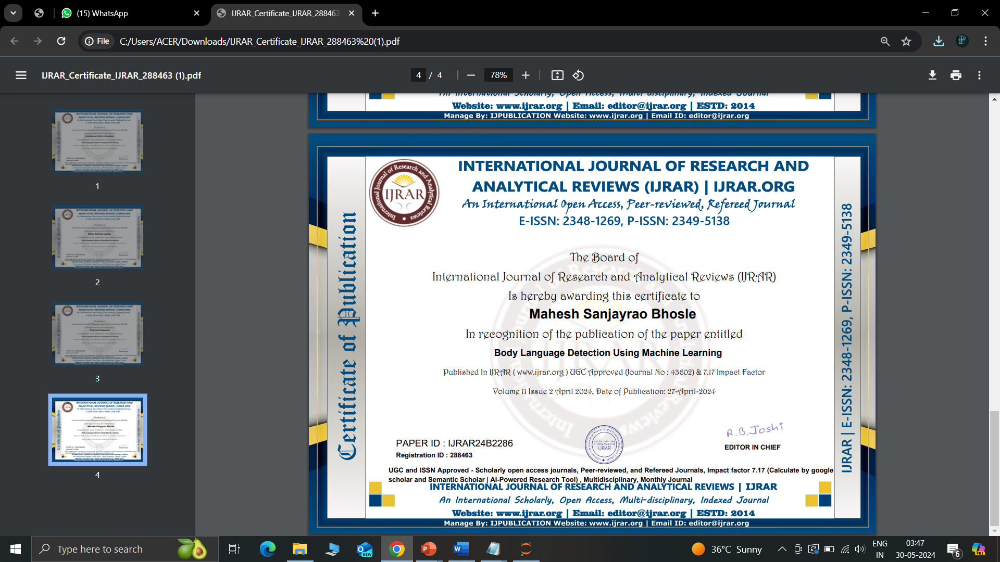 (15) WhatsApp
IJRAR_Certificate_IJRAR_288463
File
C:/Users/ACER/Downloads/IJRAR_Certificate_IJRAR_288463%20(1).pdf
IJRAR_Certificate_IJRAR_288463 (1).pdf
4 / 4
78%
1
2
3
4
An International Scholarly, Open Access, Multi-disciplinary, Indexed Journal
Website: www.ijrar.org | Email: editor@ijrar.org | ESTD: 2014
Manage By: IJPUBLICATION Website: www.ijrar.org | Email ID: editor@ijrar.org
Certificate of Publication
International Journal of Research and Analytical Reviews
IJRAR
INTERNATIONAL JOURNAL OF RESEARCH AND
ANALYTICAL REVIEWS (IJRAR) | IJRAR.ORG
An International Open Access, Peer-reviewed, Refereed Journal
E-ISSN: 2348-1269, P-ISSN: 2349-5138
The Board of
International Journal of Research and Analytical Reviews (IJRAR)
Is hereby awarding this certificate to
Mahesh Sanjayrao Bhosle
In recognition of the publication of the paper entitled
Body Language Detection Using Machine Learning
Published In IJRAR ( www.ijrar.org ) UGC Approved (Journal No : 43602) & 7.17 Impact Factor
Volume 11 Issue 2 April 2024, Date of Publication: 27-April-2024
PAPER ID : IJRAR24B2286
Registration ID : 288463
R.B.Joshi
EDITOR IN CHIEF
UGC and ISSN Approved - Scholarly open access journals, Peer-reviewed, and Refereed Journals, Impact factor 7.17 (Calculate by google
scholar and Semantic Scholar | AI-Powered Research Tool) , Multidisciplinary, Monthly Journal
INTERNATIONAL JOURNAL OF RESEARCH AND ANALYTICAL REVIEWS | IJRAR
An International Scholarly, Open Access, Multi-disciplinary, Indexed Journal
Website: www.ijrar.org | Email: editor@ijrar.org | ESTD: 2014
Manage By: IJPUBLICATION Website: www.ijrar.org | Email ID: editor@ijrar.org
IJRAR | E-ISSN: 2348-1269, P-ISSN: 2349-5138
Type here to search
36°C Sunny
ENG
IN
03:47
30-05-2024
6